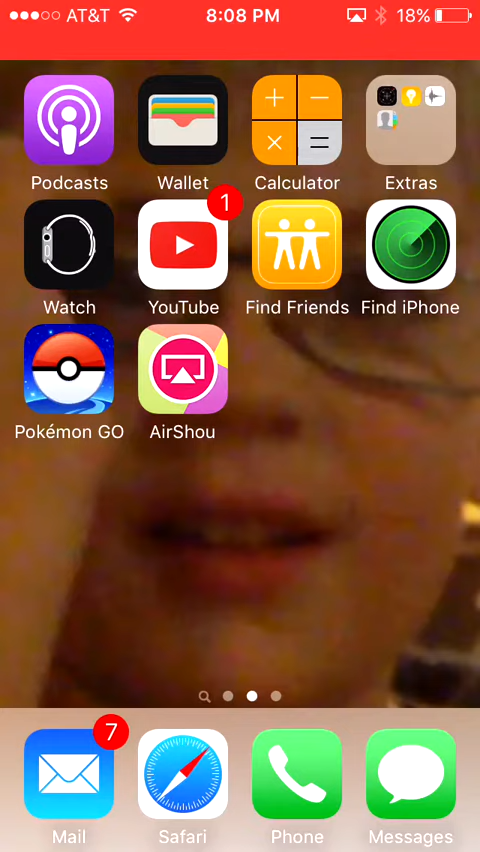 AT&T 8:08 PM 18%
Podcasts Wallet Calculator Extras
1
Watch YouTube Find Friends Find iPhone
Pokémon GO AirShou
7
Mail Safari Phone Messages